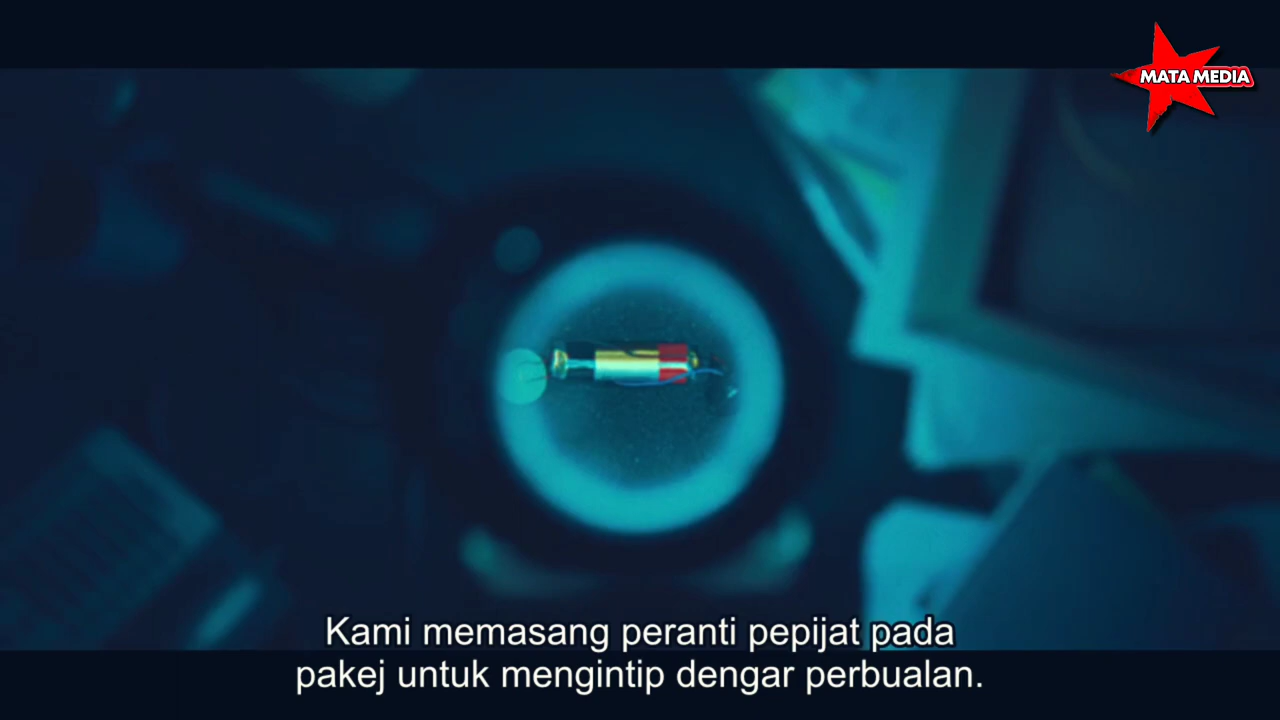 MATA MEDIA
Kami memasang peranti pepijat pada
pakej untuk mengintip dengar perbualan.